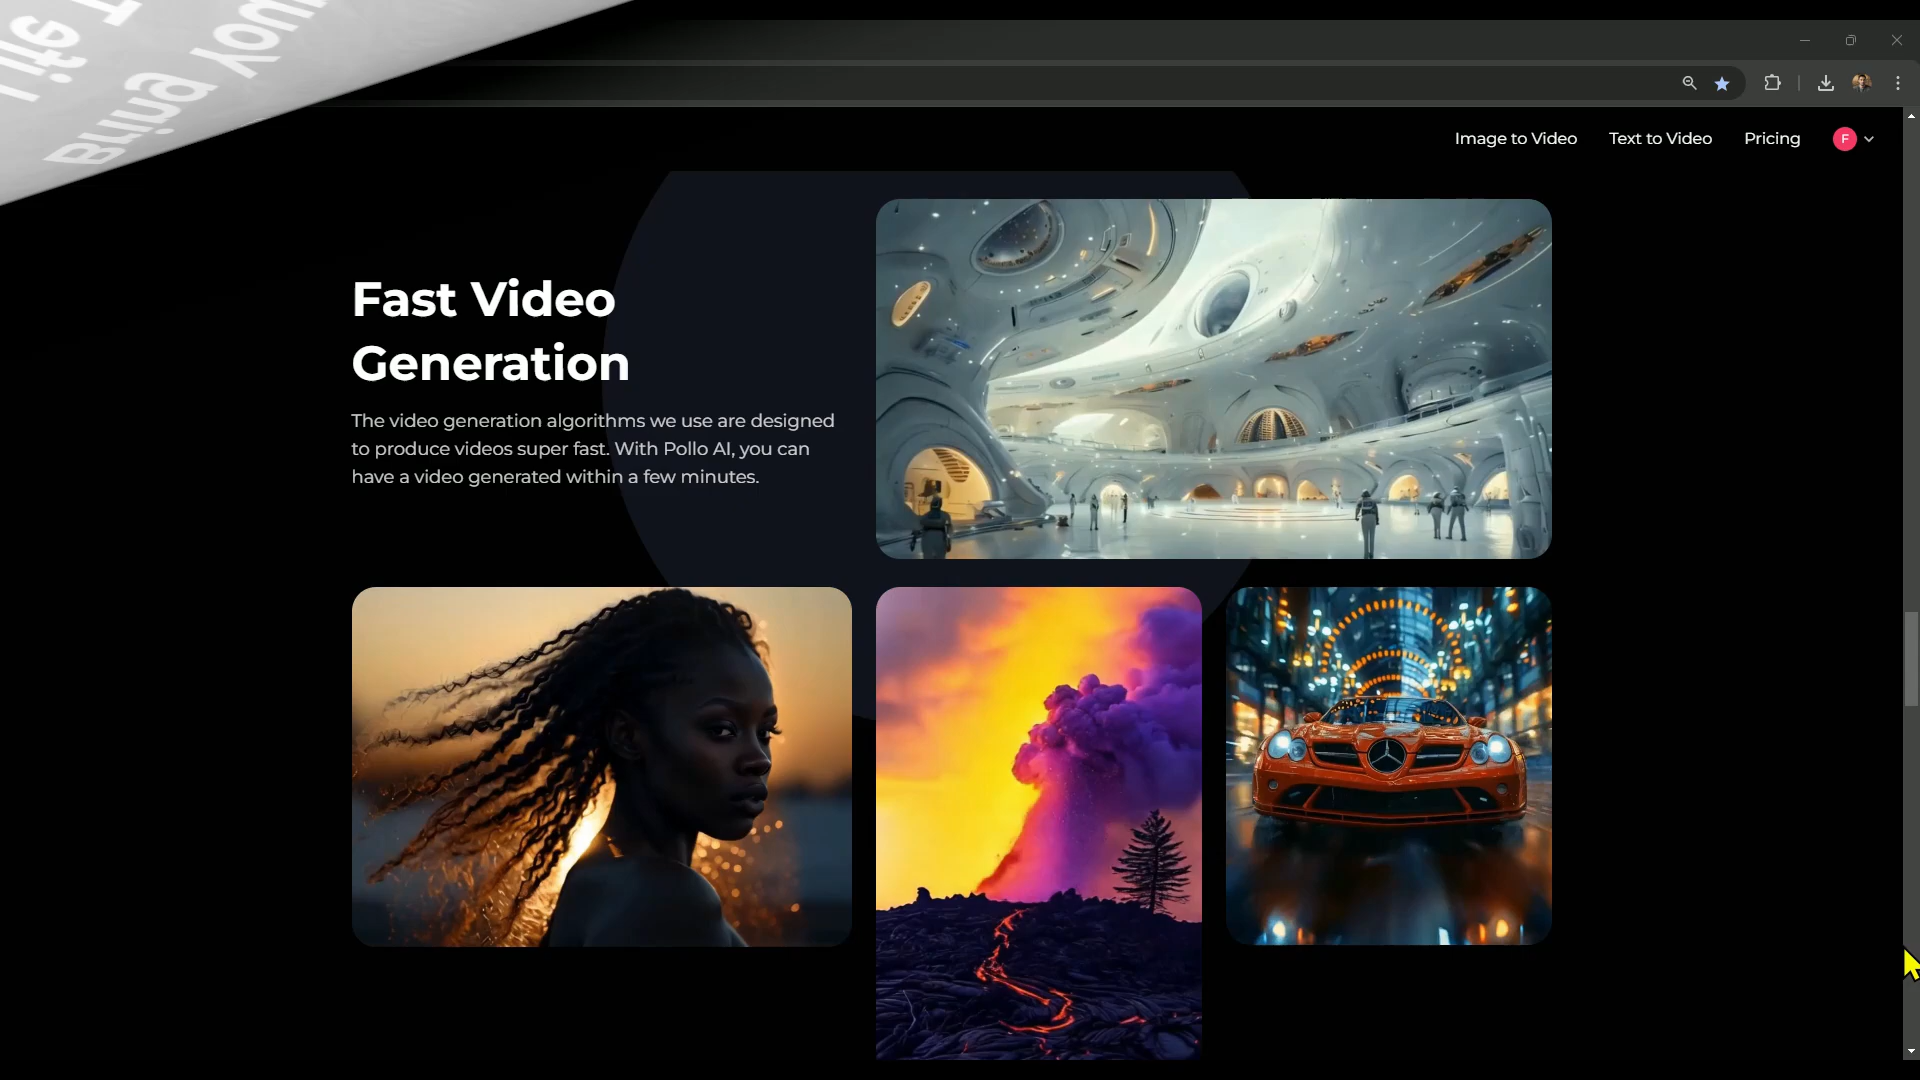 Image to Video Text to Video Pricing F
Fast Video
Generation
The video generation algorithms we use are designed
to produce videos super fast. With Pollo AI, you can
have a video generated within a few minutes.